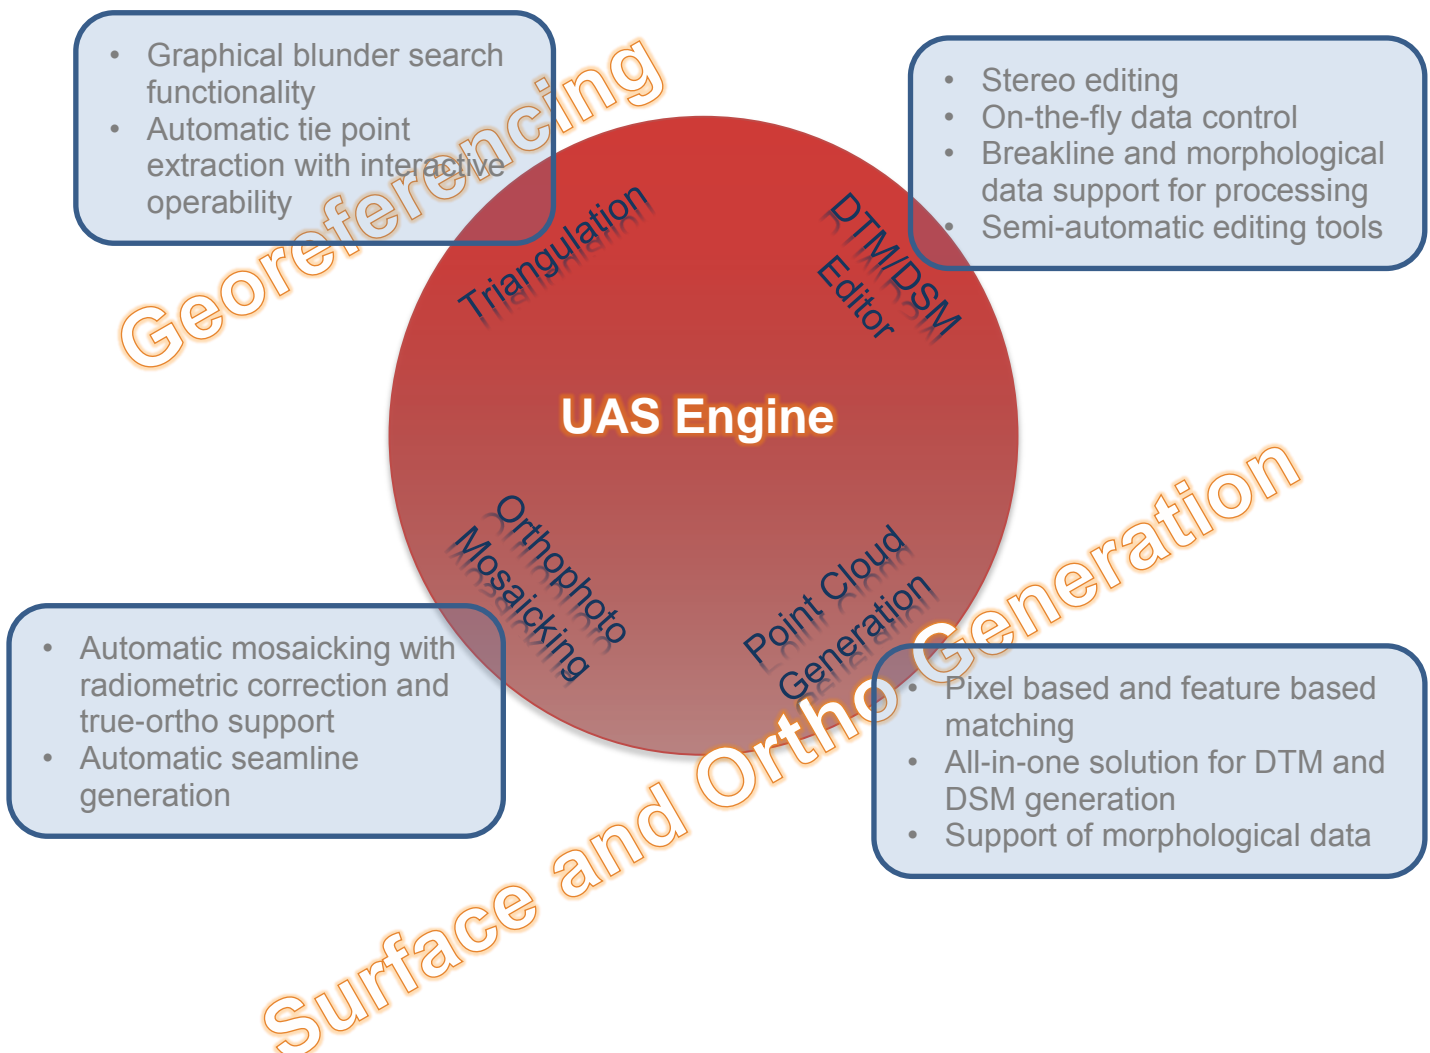 • Graphical blunder search
functionality
• Automatic tie point
extraction with interactive
operability
• Stereo editing
• On-the-fly data control
• Breakline and morphological
data support for processing
• Semi-automatic editing tools
Georeferencing
Triangulation
DTM/DSM
Editor
UAS Engine
Orthophoto
Mosaicking
Point Cloud
Generation
Surface and Ortho Generation
• Automatic mosaicking with
radiometric correction and
true-ortho support
• Automatic seamline
generation
• Pixel based and feature based
matching
• All-in-one solution for DTM and
DSM generation
• Support of morphological data